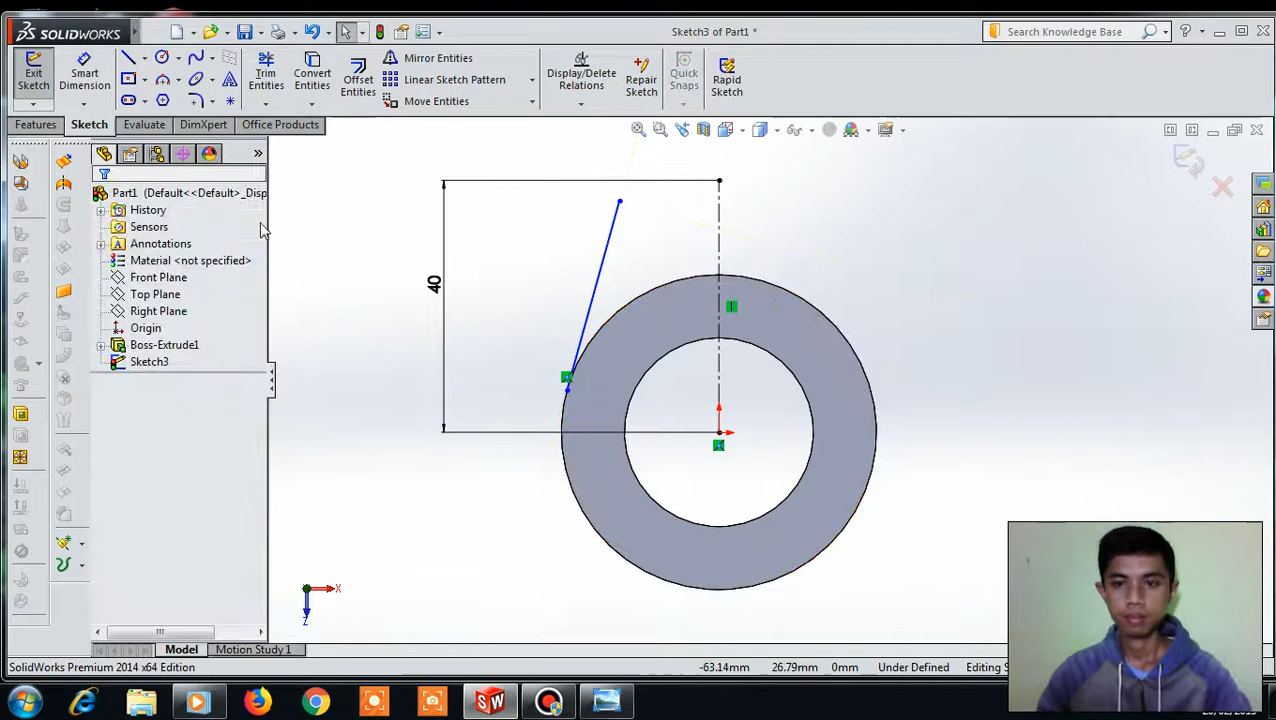 SOLIDWORKS
Sketch3 of Part1 *
Search Knowledge Base
Exit Sketch
Smart Dimension
Trim Entities
Convert Entities
Offset Entities
Mirror Entities
Linear Sketch Pattern
Move Entities
Display/Delete Relations
Repair Sketch
Quick Snaps
Rapid Sketch
Features
Sketch
Evaluate
DimXpert
Office Products
Part1 (Default<<Default>_Disp
History
Sensors
Annotations
Material <not specified>
Front Plane
Top Plane
Right Plane
Origin
Boss-Extrude1
Sketch3
40
X
Z
Model
Motion Study 1
SolidWorks Premium 2014 x64 Edition
-63.14mm
26.79mm
0mm
Under Defined
Editing S